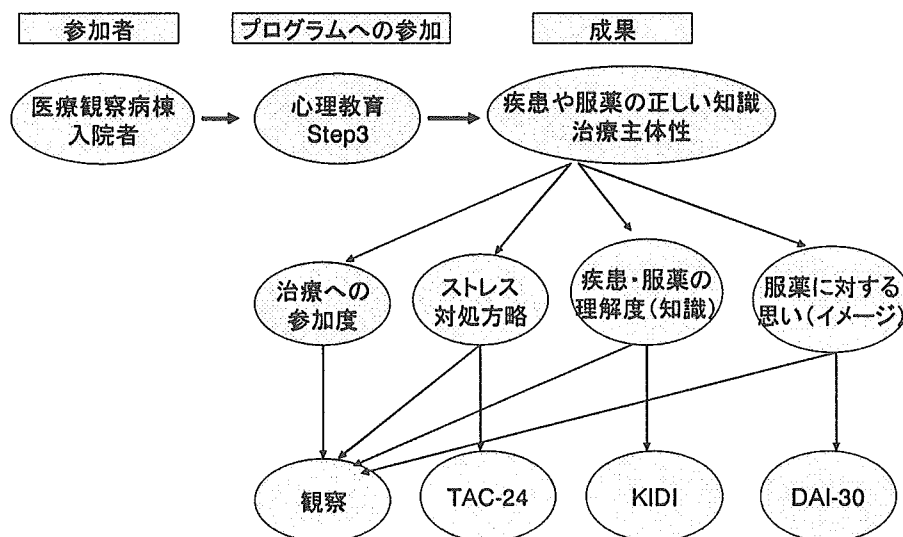 参加者
プログラムへの参加
成果
医療観察病棟
入院者
心理教育
Step3
疾患や服薬の正しい知識
治療主体性
治療への
参加度
ストレス
対処方略
疾患・服薬の
理解度(知識)
服薬に対する
思い(イメージ)
観察
TAC-24
KIDI
DAI-30